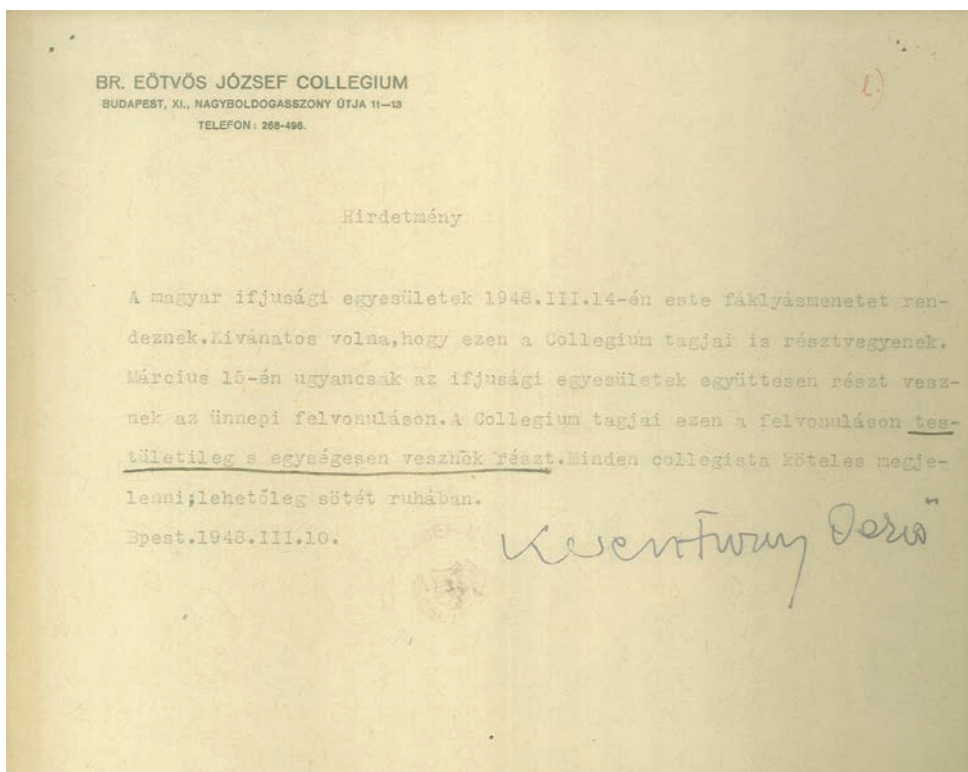 BR. EÖTVÖS JÓZSEF COLLEGIUM
BUDAPEST, XI., NAGYBOLDOGASSZONY ÚTJA 11—13
TELEFON: 268-496.
l.)
Hirdetmény
A magyar ifjusági egyesületek 1948.III.14-én este fáklyásmenetet ren-
deznek.Kivánatos volna,hogy ezen a Collegium tagjai is résztvegyenek.
Március 15-én ugyancsak az ifjusági egyesületek együttesen részt vesz-
nek az ünnepi felvonuláson.A Collegium tagjai ezen a felvonuláson tes-
tületileg s egységesen vesznek részt.Minden collegista köteles megje-
lenni;lehetőleg sötét ruhában.
Bpest.1948.III.10.
Keresztury Dezső